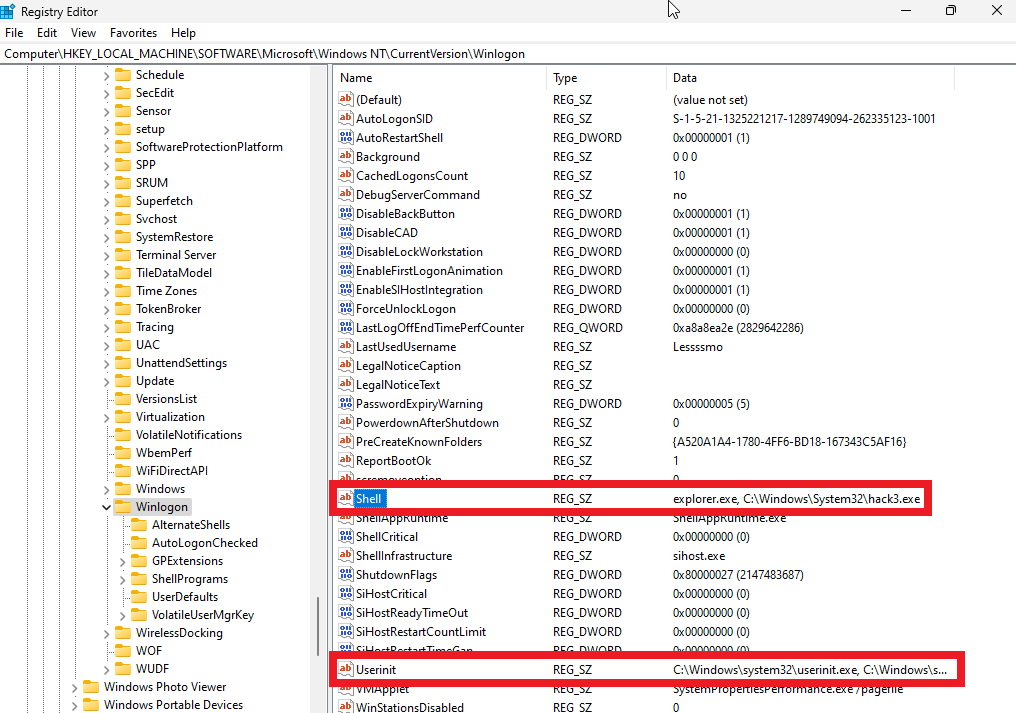 Registry Editor
File Edit View Favorites Help
Computer\HKEY_LOCAL_MACHINE\SOFTWARE\Microsoft\Windows NT\CurrentVersion\Winlogon
Schedule
SecEdit
Sensor
setup
SoftwareProtectionPlatform
SPP
SRUM
Superfetch
Svchost
SystemRestore
Terminal Server
TileDataModel
Time Zones
TokenBroker
Tracing
UAC
UnattendSettings
Update
VersionsList
Virtualization
VolatileNotifications
WbemPerf
WiFiDirectAPI
Windows
Winlogon
AlternateShells
AutoLogonChecked
GPExtensions
ShellPrograms
UserDefaults
VolatileUserMgrKey
WirelessDocking
WOF
WUDF
Windows Photo Viewer
Windows Portable Devices
Name Type Data
(Default) REG_SZ (value not set)
AutoLogonSID REG_SZ S-1-5-21-1325221217-1289749094-262335123-1001
AutoRestartShell REG_DWORD 0x00000001 (1)
Background REG_SZ 0 0 0
CachedLogonsCount REG_SZ 10
DebugServerCommand REG_SZ no
DisableBackButton REG_DWORD 0x00000001 (1)
DisableCAD REG_DWORD 0x00000001 (1)
DisableLockWorkstation REG_DWORD 0x00000000 (0)
EnableFirstLogonAnimation REG_DWORD 0x00000001 (1)
EnableSIHostIntegration REG_DWORD 0x00000001 (1)
ForceUnlockLogon REG_DWORD 0x00000000 (0)
LastLogOffEndTimePerfCounter REG_QWORD 0xa8a8ea2e (2829642286)
LastUsedUsername REG_SZ Lessssmo
LegalNoticeCaption REG_SZ
LegalNoticeText REG_SZ
PasswordExpiryWarning REG_DWORD 0x00000005 (5)
PowerdownAfterShutdown REG_SZ 0
PreCreateKnownFolders REG_SZ {A520A1A4-1780-4FF6-BD18-167343C5AF16}
ReportBootOk REG_SZ 1
scremoveoption REG_SZ 0
Shell REG_SZ explorer.exe, C:\Windows\System32\hack3.exe
ShellAppRuntime REG_SZ ShellAppRuntime.exe
ShellCritical REG_DWORD 0x00000000 (0)
ShellInfrastructure REG_SZ sihost.exe
ShutdownFlags REG_DWORD 0x80000027 (2147483687)
SiHostCritical REG_DWORD 0x00000000 (0)
SiHostReadyTimeOut REG_DWORD 0x00000000 (0)
SiHostRestartCountLimit REG_DWORD 0x00000000 (0)
SiHostRestartTimeGap REG_DWORD 0x00000000 (0)
Userinit REG_SZ C:\Windows\system32\userinit.exe, C:\Windows\s...
VMApplet REG_SZ SystemPropertiesPerformance.exe /pagefile
WinStationsDisabled REG_SZ 0